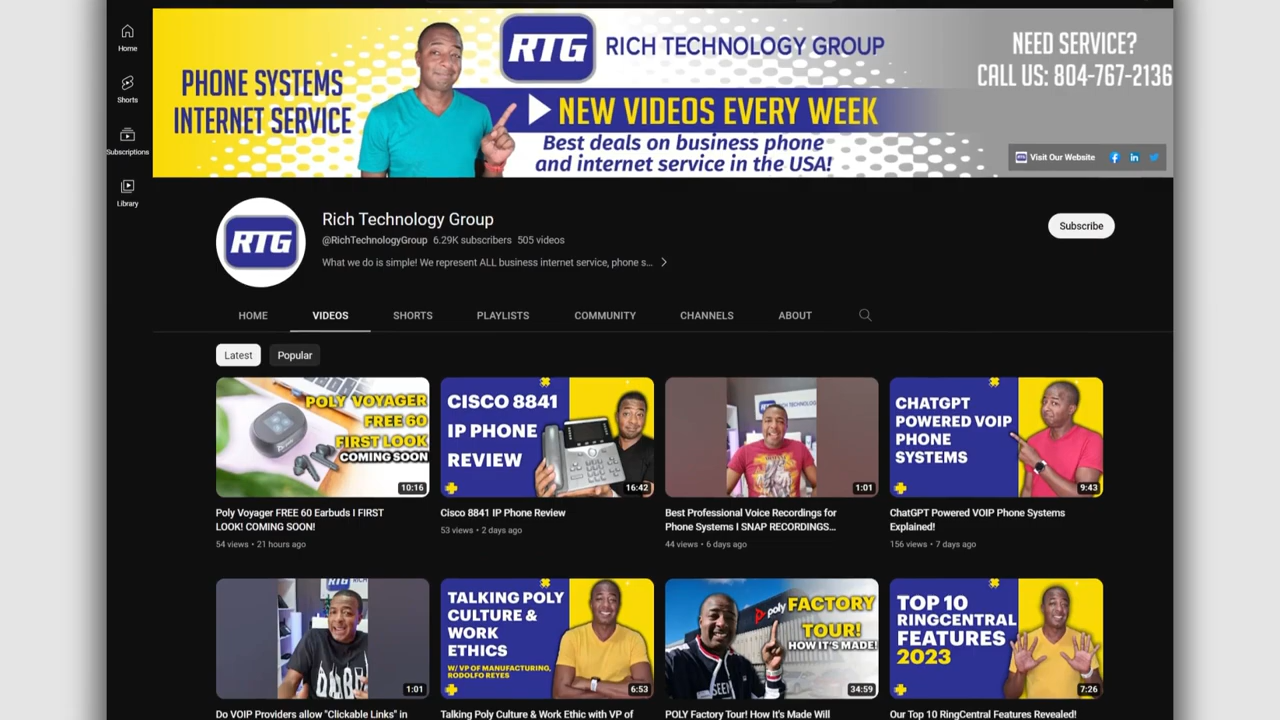 Home
Shorts
Subscriptions
Library
PHONE SYSTEMS
INTERNET SERVICE
RTG
RICH TECHNOLOGY GROUP
NEW VIDEOS EVERY WEEK
Best deals on business phone
and internet service in the USA!
NEED SERVICE?
CALL US: 804-767-2136
RTG Visit Our Website
RTG
Rich Technology Group
@RichTechnologyGroup 6.29K subscribers 505 videos
What we do is simple! We represent ALL business internet service, phone s...
Subscribe
HOME VIDEOS SHORTS PLAYLISTS COMMUNITY CHANNELS ABOUT
Latest Popular
POLY VOYAGER
FREE 60
FIRST LOOK
COMING SOON
10:16
Poly Voyager FREE 60 Earbuds I FIRST
LOOK! COMING SOON!
54 views • 21 hours ago
CISCO 8841
IP PHONE
REVIEW
16:42
Cisco 8841 IP Phone Review
53 views • 2 days ago
1:01
Best Professional Voice Recordings for
Phone Systems I SNAP RECORDINGS...
44 views • 6 days ago
CHATGPT
POWERED VOIP
PHONE
SYSTEMS
9:43
ChatGPT Powered VOIP Phone Systems
Explained!
156 views • 7 days ago
RTG
1:01
Do VOIP Providers allow "Clickable Links" in
TALKING POLY
CULTURE &
WORK
ETHICS
W/ VP OF MANUFACTURING,
RODOLFO REYES
6:53
Talking Poly Culture & Work Ethic with VP of
poly FACTORY
TOUR!
HOW IT'S MADE!
34:59
POLY Factory Tour! How It's Made Will
TOP 10
RINGCENTRAL
FEATURES
2023
7:26
Our Top 10 RingCentral Features Revealed!